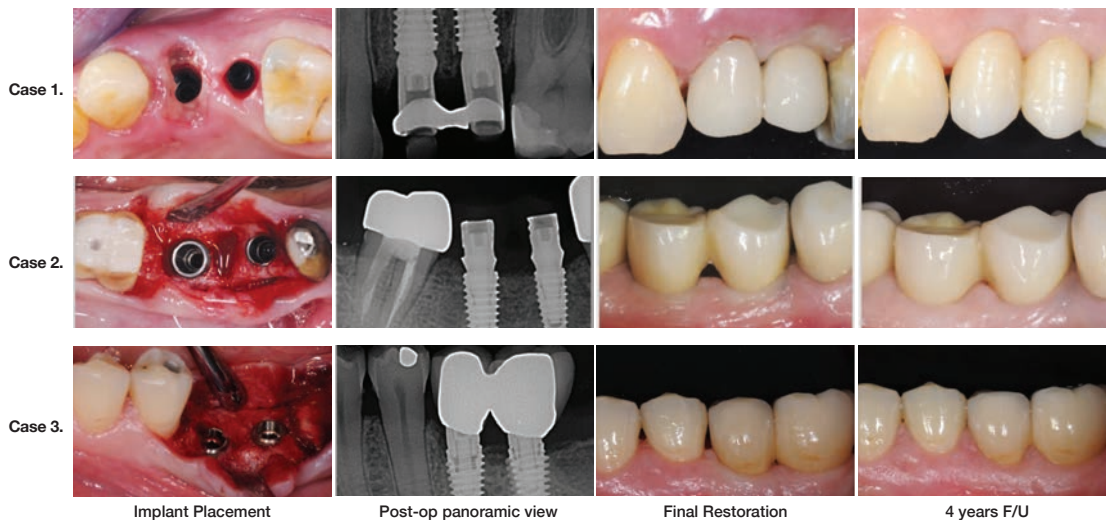 Case 1.
Case 2.
Case 3.
Implant Placement
Post-op panoramic view
Final Restoration
4 years F/U